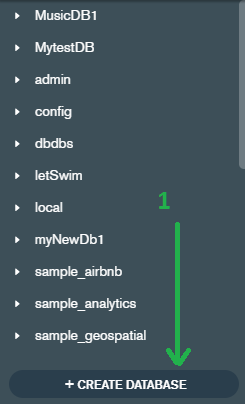 MusicDB1
MytestDB
admin
config
dbdbs
letSwim
local
1
myNewDb1
sample_airbnb
sample_analytics
sample_geospatial
+ CREATE DATABASE